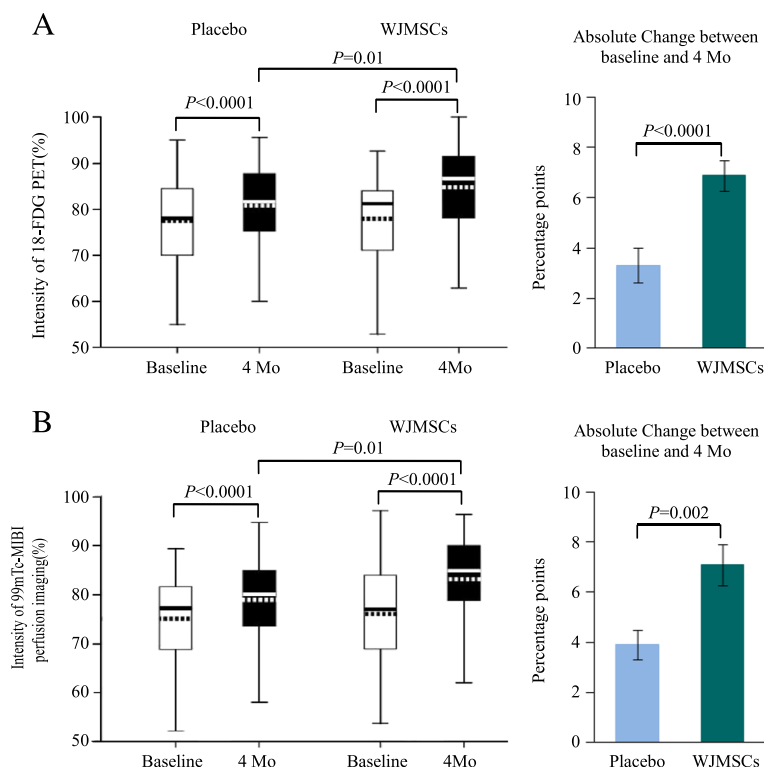 A
Placebo
WJMSCs
P=0.01
P<0.0001
P<0.0001
Intensity of 18-FDG PET(%)
100
90
80
70
60
50
Baseline
4 Mo
Baseline
4Mo
Absolute Change between
baseline and 4 Mo
P<0.0001
Percentage points
10
8
6
4
2
0
Placebo
WJMSCs
B
Placebo
WJMSCs
P=0.01
P<0.0001
P<0.0001
Intensity of 99mTc-MIBI
perfusion imaging(%)
100
90
80
70
60
50
Baseline
4 Mo
Baseline
4Mo
Absolute Change between
baseline and 4 Mo
P=0.002
Percentage points
10
8
6
4
2
0
Placebo
WJMSCs